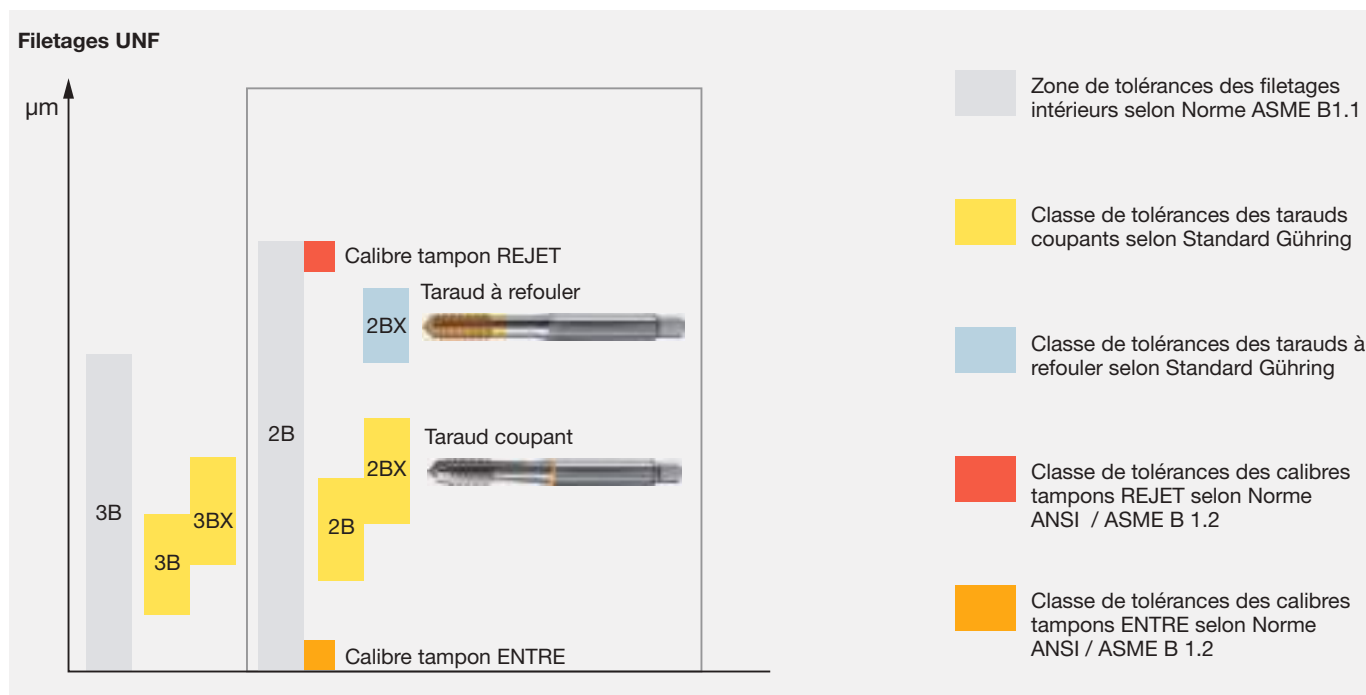 Filetages UNF
µm
Calibre tampon REJET
Taraud à refouler
2BX
2B
Taraud coupant
2BX
3B
3BX
2B
3B
Calibre tampon ENTRE
Zone de tolérances des filetages
intérieurs selon Norme ASME B1.1
Classe de tolérances des tarauds
coupants selon Standard Gühring
Classe de tolérances des tarauds à
refouler selon Standard Gühring
Classe de tolérances des calibres
tampons REJET selon Norme
ANSI / ASME B 1.2
Classe de tolérances des calibres
tampons ENTRE selon Norme
ANSI / ASME B 1.2